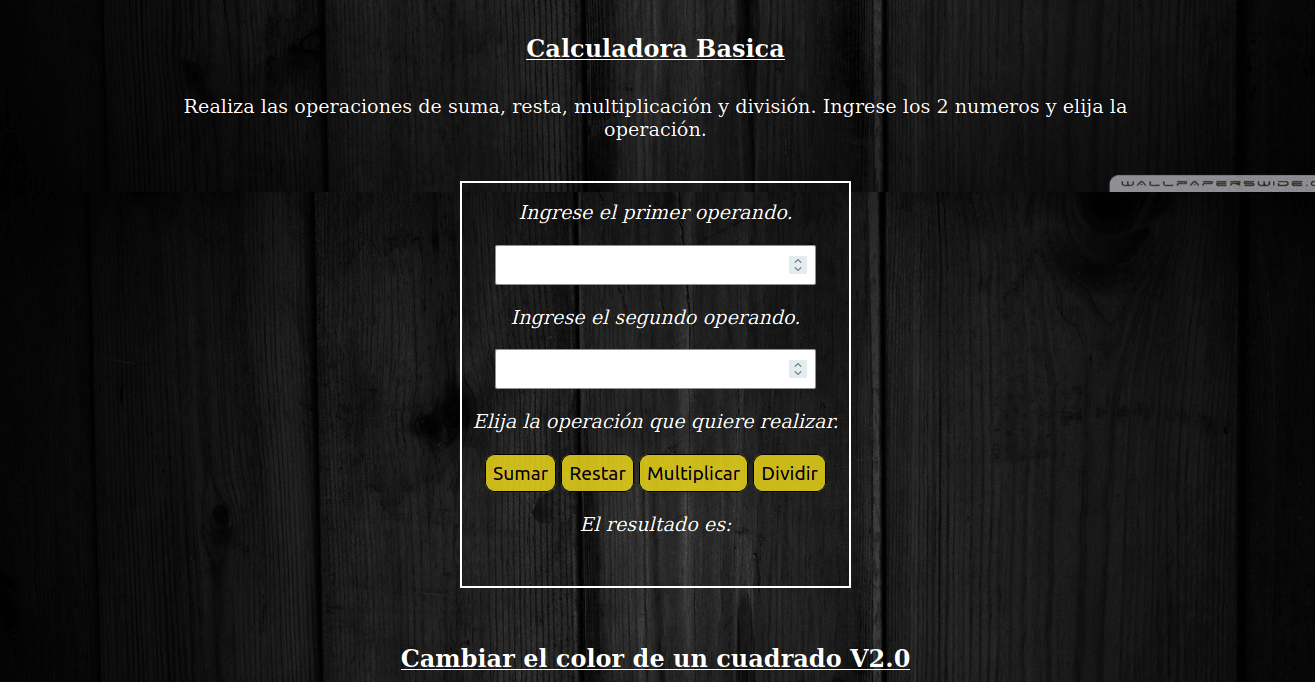 Calculadora Basica
Realiza las operaciones de suma, resta, multiplicación y división. Ingrese los 2 numeros y elija la
operación.
WALLPAPERSWIDE.C
Ingrese el primer operando.
Ingrese el segundo operando.
Elija la operación que quiere realizar.
Sumar Restar Multiplicar Dividir
El resultado es:
Cambiar el color de un cuadrado V2.0